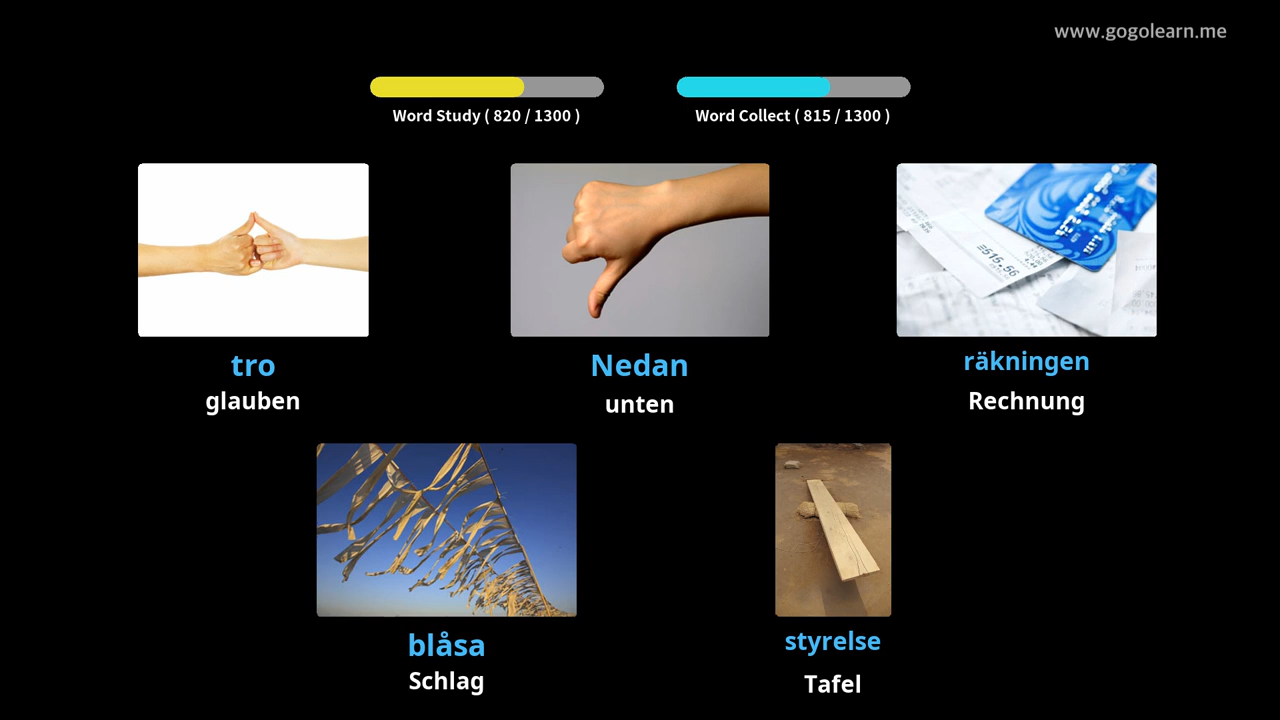 www.gogolearn.me
Word Study ( 820 / 1300 )
Word Collect ( 815 / 1300 )
tro
glauben
Nedan
unten
räkningen
Rechnung
blåsa
Schlag
styrelse
Tafel